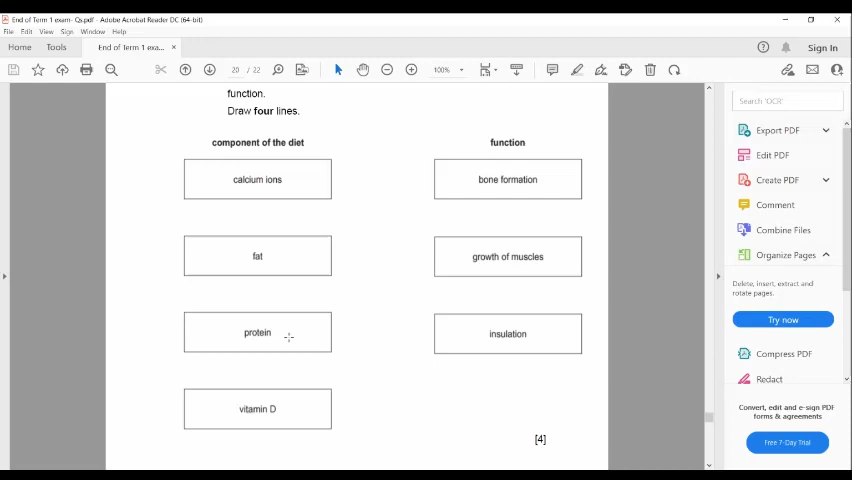 End of Term 1 exam- Qs.pdf - Adobe Acrobat Reader DC (64-bit)
File Edit View Sign Window Help
Home Tools End of Term 1 exa... × Sign In
20 / 22 100%
function.
Draw four lines.
component of the diet function
calcium ions bone formation
fat growth of muscles
protein insulation
vitamin D
[4]
Search 'OCR'
Export PDF
Edit PDF
Create PDF
Comment
Combine Files
Organize Pages
Delete, insert, extract and
rotate pages.
Try now
Compress PDF
Redact
Convert, edit and e-sign PDF
forms & agreements
Free 7-Day Trial